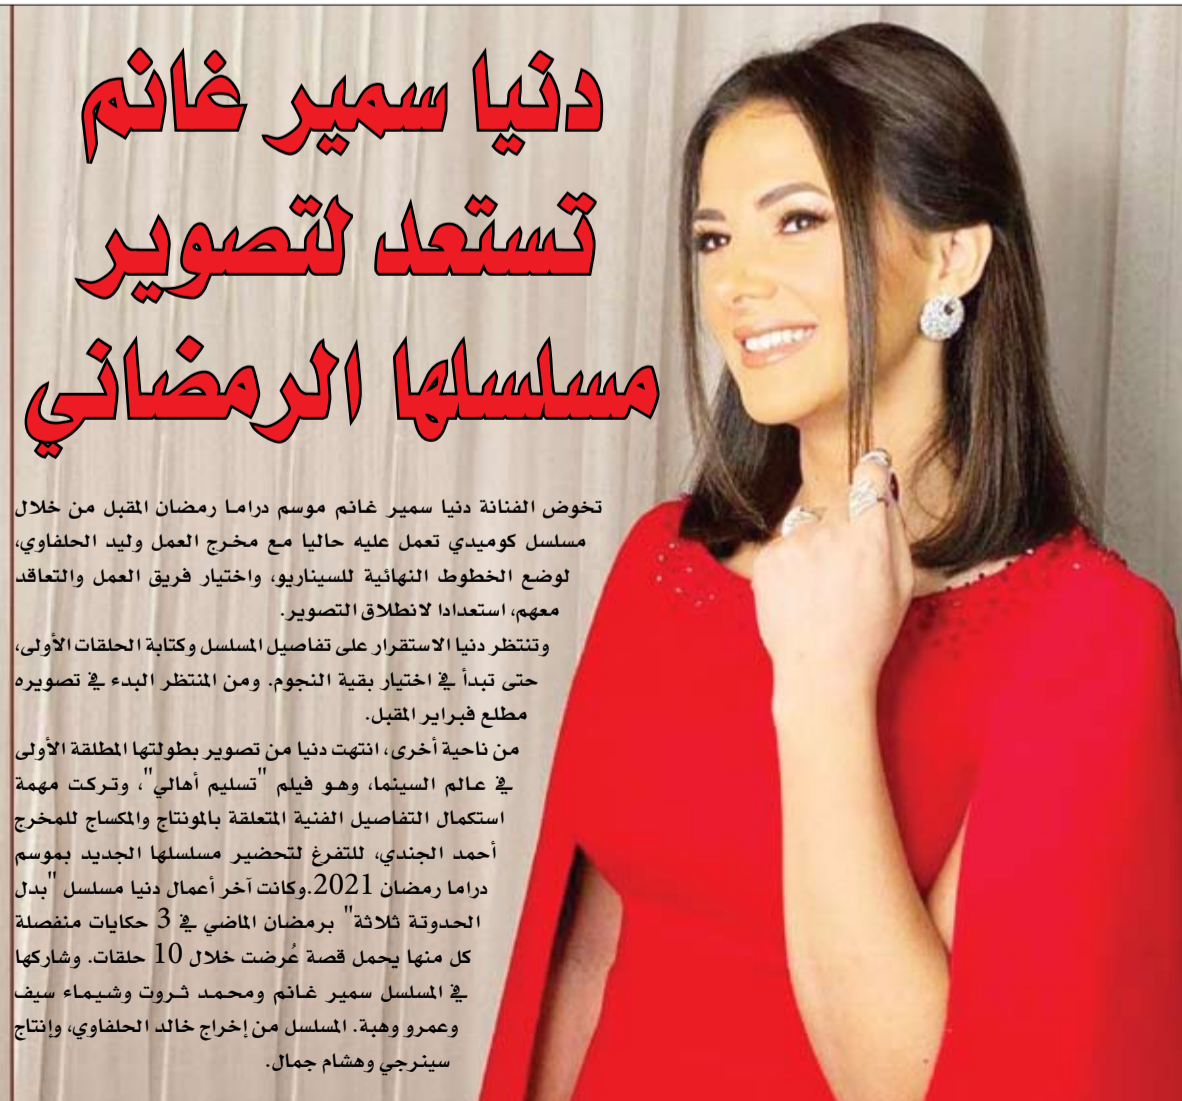 دنيا سمير غانم
تستعد لتصوير
مسلسلها الرمضاني
تخوض الفنانة دنيا سمير غانم موسم دراما رمضان المقبل من خلال
مسلسل كوميدي تعمل عليه حاليا مع مخرج العمل وليد الحلفاوي،
لوضع الخطوط النهائية للسيناريو، واختيار فريق العمل والتعاقد
معهم، استعدادا لانطلاق التصوير.
وتنتظر دنيا الاستقرار على تفاصيل المسلسل وكتابة الحلقات الأولى،
حتى تبدأ في اختيار بقية النجوم. ومن المنتظر البدء في تصويره
مطلع فبراير المقبل.
من ناحية أخرى، انتهت دنيا من تصوير بطولتها المطلقة الأولى
في عالم السينما، وهو فيلم "تسليم أهالي"، وتركت مهمة
استكمال التفاصيل الفنية المتعلقة بالمونتاج والمكساج للمخرج
أحمد الجندي، للتفرغ لتحضير مسلسلها الجديد بموسم
دراما رمضان 2021.وكانت آخر أعمال دنيا مسلسل "بدل
الحدوتة ثلاثة" برمضان الماضي في 3 حكايات منفصلة
كل منها يحمل قصة عُرضت خلال 10 حلقات. وشاركها
في المسلسل سمير غانم ومحمد ثروت وشيماء سيف
وعمرو وهبة. المسلسل من إخراج خالد الحلفاوي، وإنتاج
سينرجي وهشام جمال.